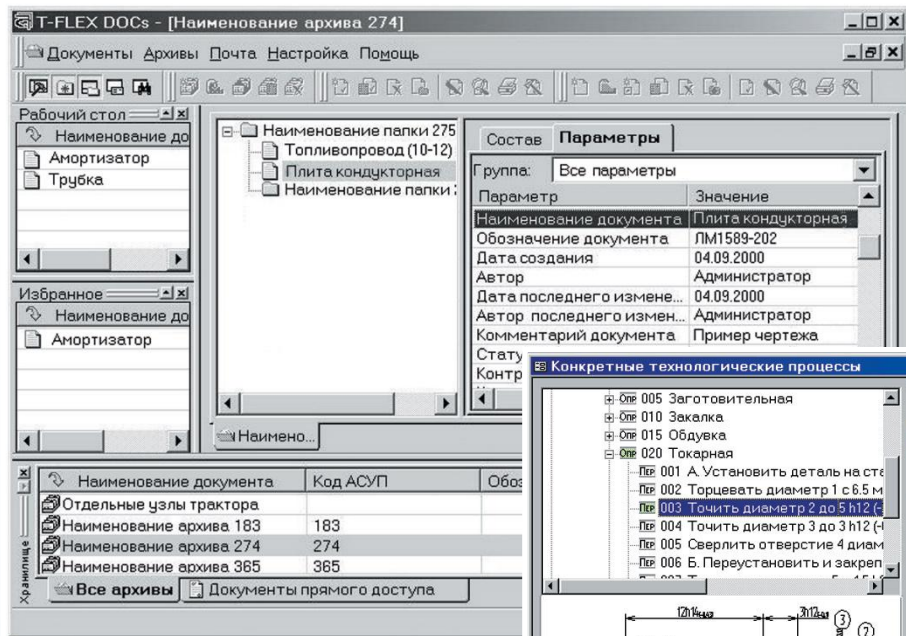 T-FLEX DOCs - [Наименование архива 274]
Документы Архивы Почта Настройка Помощь
Рабочий стол
Наименование до
Амортизатор
Трубка
Избранное
Наименование до
Амортизатор
Наименование папки 275
Топливопровод (10-12)
Плита кондукторная
Наименование папки
Наимено...
Состав Параметры
Группа: Все параметры
Параметр Значение
Наименование документа Плита кондукторная
Обозначение документа ЛМ1589-202
Дата создания 04.09.2000
Автор Администратор
Дата последнего измене... 04.09.2000
Автор последнего измен... Администратор
Комментарий документа Пример чертежа
Стату
Контр
Наименование документа Код АСУП Обоз
Отдельные узлы трактора
Наименование архива 183 183
Наименование архива 274 274
Наименование архива 365 365
Хранилище
Все архивы Документы прямого доступа
Конкретные технологические процессы
Опр 005 Заготовительная
Опр 010 Закалка
Опр 015 Обдувка
Опр 020 Токарная
Пер 001 А. Установить деталь на ста
Пер 002 Торцевать диаметр 1 с 6.5 м
Пер 003 Точить диаметр 2 до 5 h12 (-
Пер 004 Точить диаметр 3 до 3 h12 (-
Пер 005 Сверлить отверстие 4 диам
Пер 006 Б. Переустановить и закреп
12h14 3h12
3
2